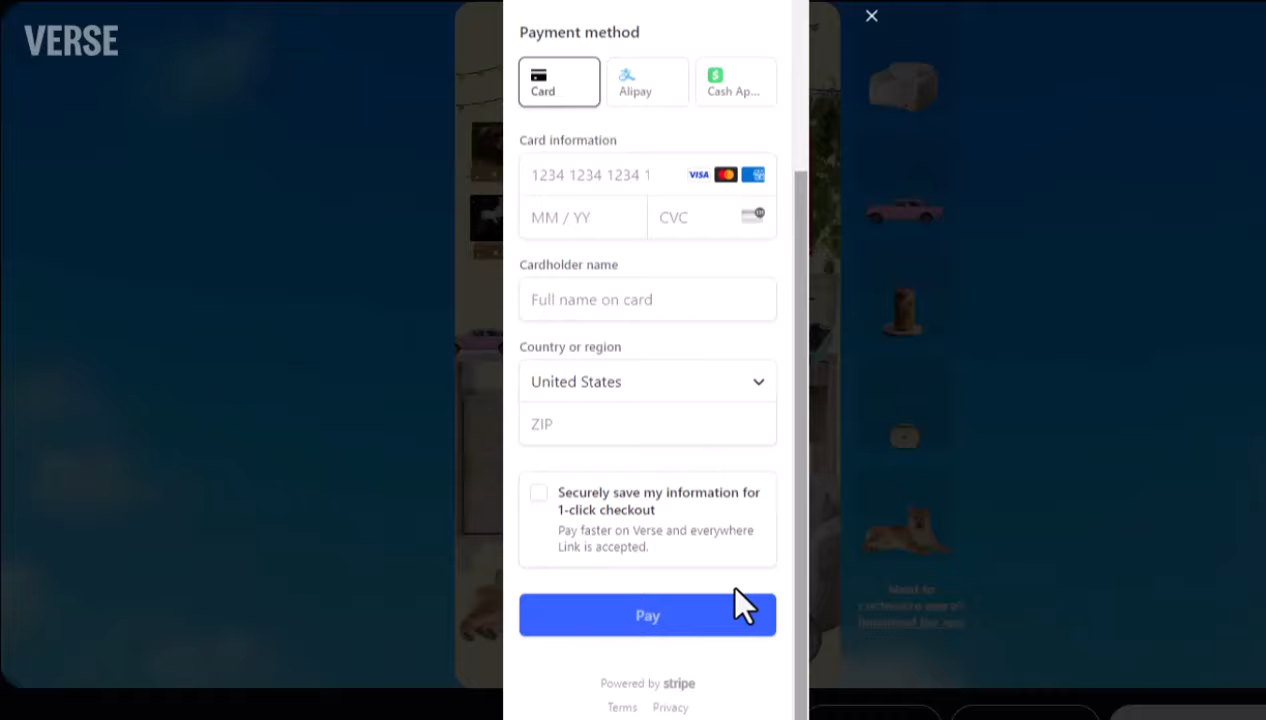 VERSE
Payment method
Card
Alipay
Cash Ap...
Card information
1234 1234 1234 1
VISA
MM / YY
CVC
Cardholder name
Full name on card
Country or region
United States
ZIP
Securely save my information for
1-click checkout
Pay faster on Verse and everywhere
Link is accepted.
Need to
Pay
Powered by stripe
Terms
Privacy